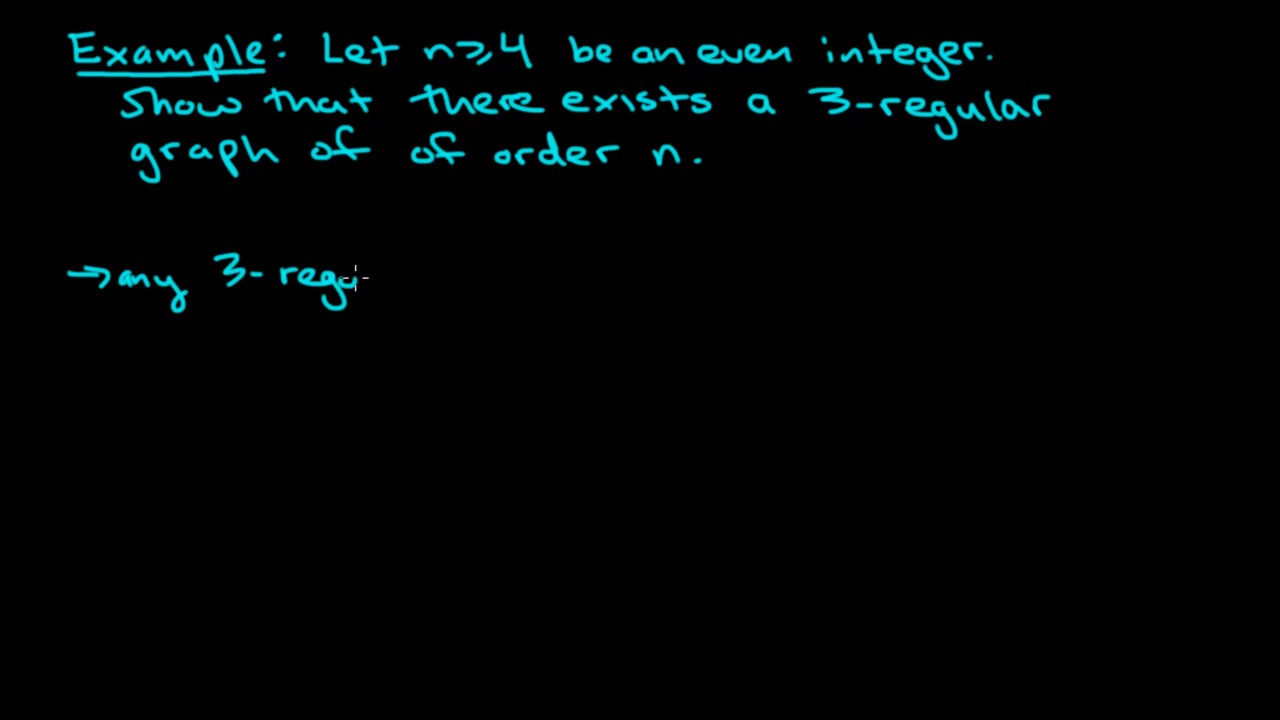 Example: Let n⩾4 be an even integer.
Show that there exists a 3-regular
graph of of order n.
→ any 3-regu